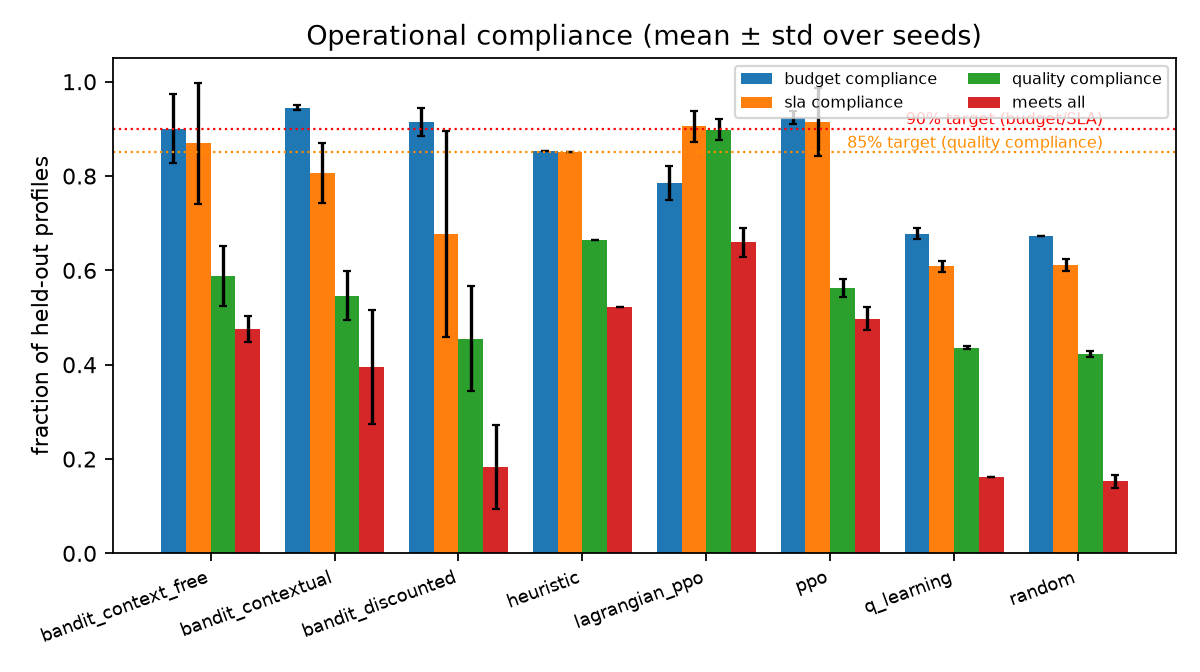 Operational compliance (mean ± std over seeds)
fraction of held-out profiles
1.0
0.8
0.6
0.4
0.2
0.0
budget compliance
sla compliance
quality compliance
meets all
90% target (budget/SLA)
85% target (quality compliance)
bandit_context_free
bandit_contextual
bandit_discounted
heuristic
lagrangian_ppo
ppo
q_learning
random